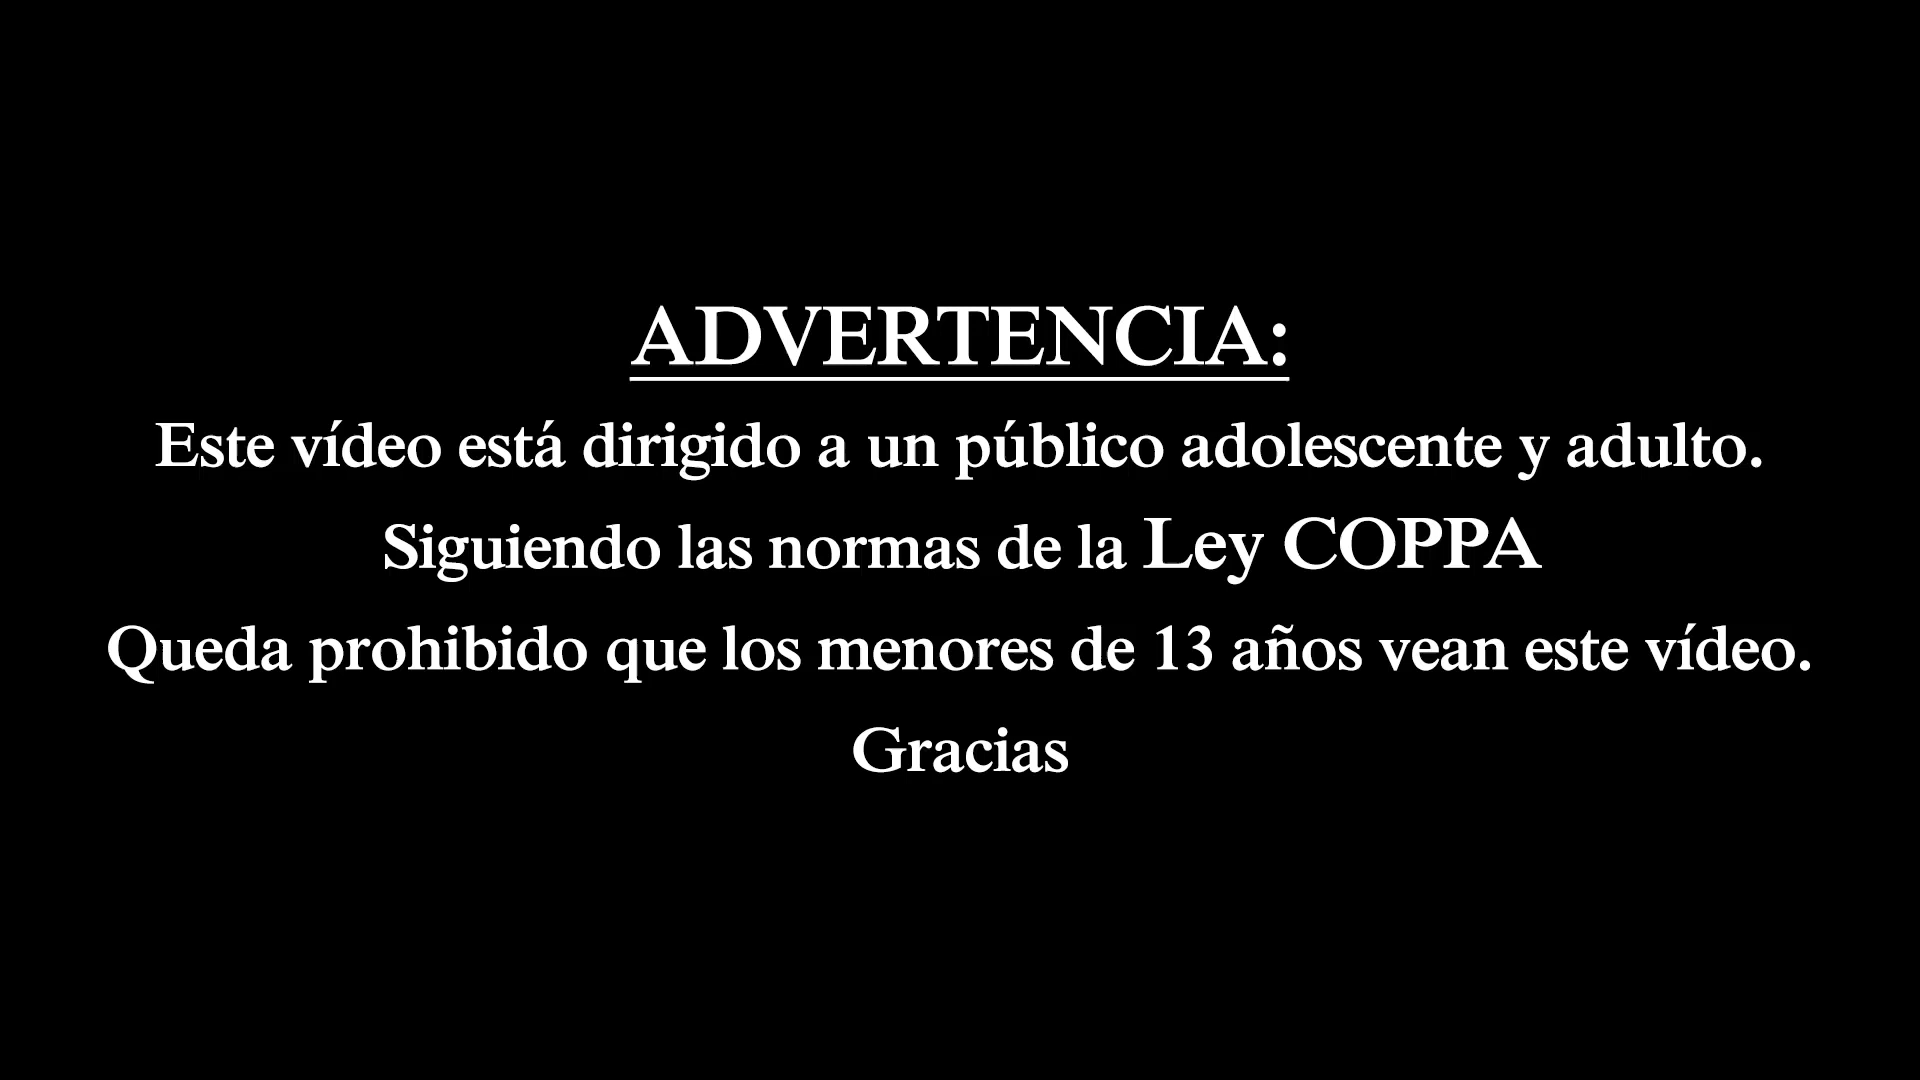 ADVERTENCIA:
Este vídeo está dirigido a un público adolescente y adulto.
Siguiendo las normas de la Ley COPPA
Queda prohibido que los menores de 13 años vean este vídeo.
Gracias